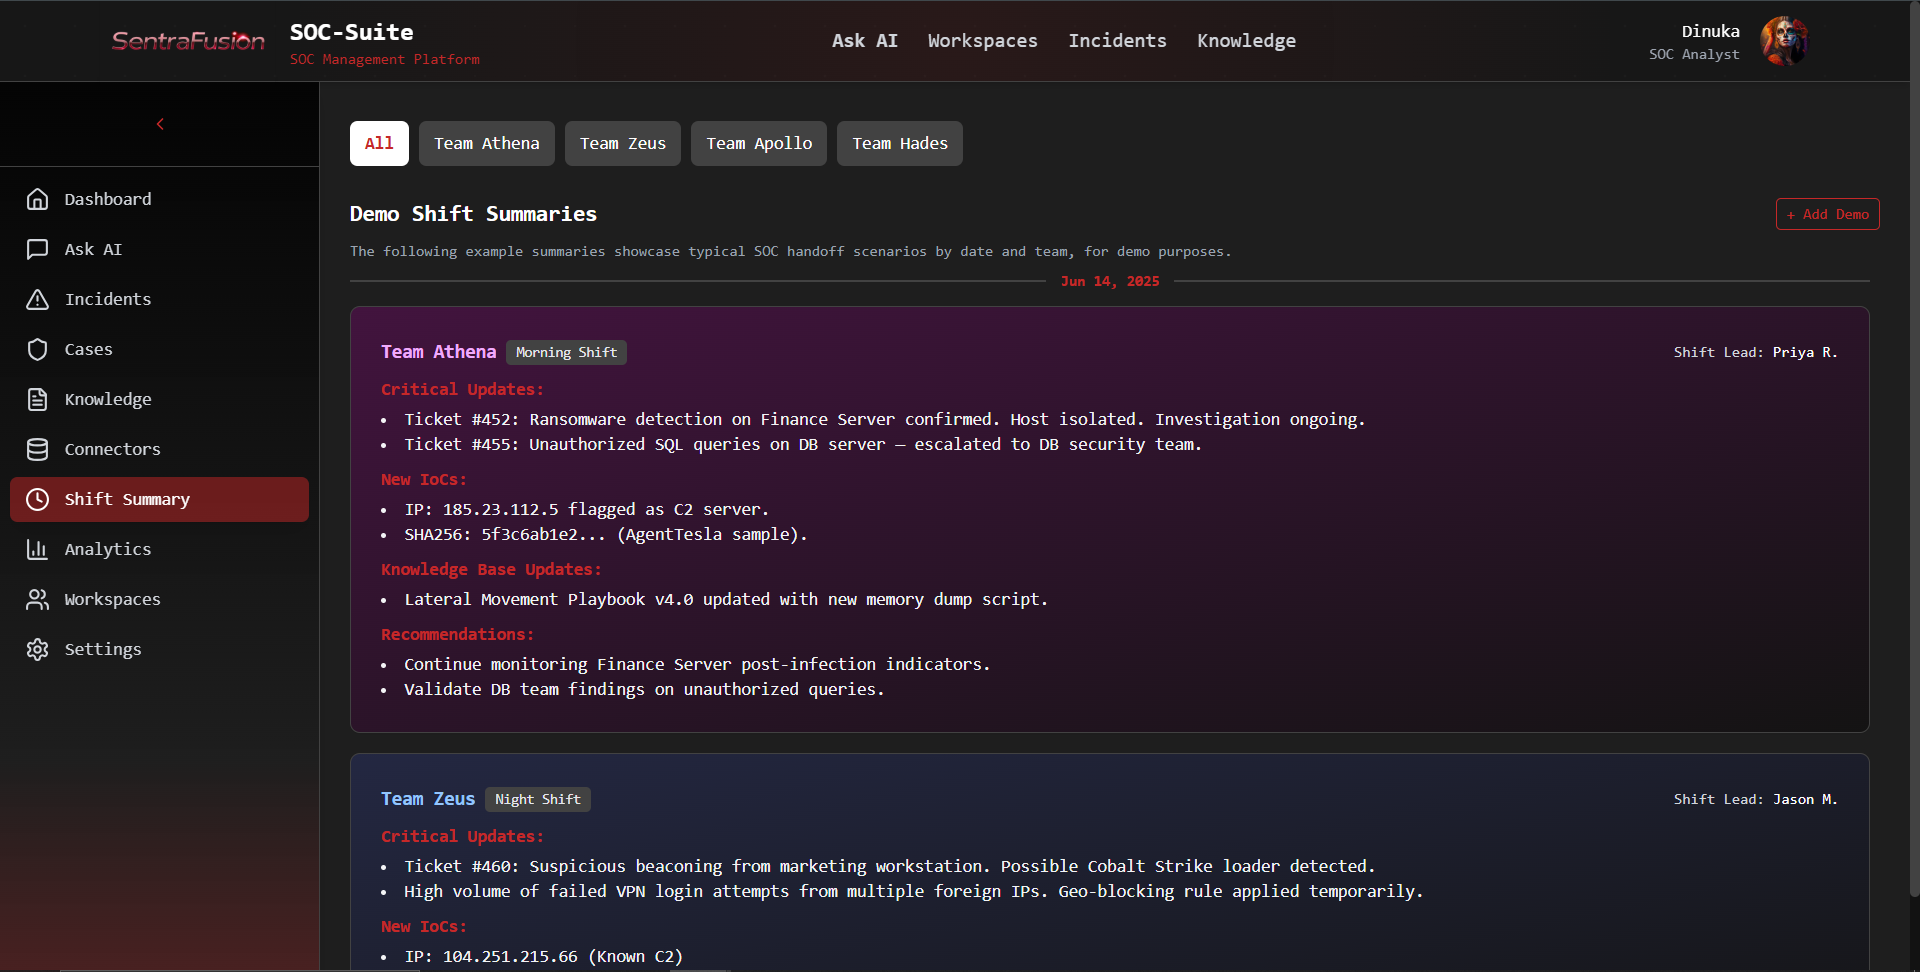 SentraFusion
SOC-Suite
SOC Management Platform
Ask AI
Workspaces
Incidents
Knowledge
Dinuka
SOC Analyst
Dashboard
Ask AI
Incidents
Cases
Knowledge
Connectors
Shift Summary
Analytics
Workspaces
Settings
All
Team Athena
Team Zeus
Team Apollo
Team Hades
Demo Shift Summaries
+ Add Demo
The following example summaries showcase typical SOC handoff scenarios by date and team, for demo purposes.
Jun 14, 2025
Team Athena
Morning Shift
Shift Lead: Priya R.
Critical Updates:
• Ticket #452: Ransomware detection on Finance Server confirmed. Host isolated. Investigation ongoing.
• Ticket #455: Unauthorized SQL queries on DB server — escalated to DB security team.
New IoCs:
• IP: 185.23.112.5 flagged as C2 server.
• SHA256: 5f3c6ab1e2... (AgentTesla sample).
Knowledge Base Updates:
• Lateral Movement Playbook v4.0 updated with new memory dump script.
Recommendations:
• Continue monitoring Finance Server post-infection indicators.
• Validate DB team findings on unauthorized queries.
Team Zeus
Night Shift
Shift Lead: Jason M.
Critical Updates:
• Ticket #460: Suspicious beaconing from marketing workstation. Possible Cobalt Strike loader detected.
• High volume of failed VPN login attempts from multiple foreign IPs. Geo-blocking rule applied temporarily.
New IoCs:
• IP: 104.251.215.66 (Known C2)